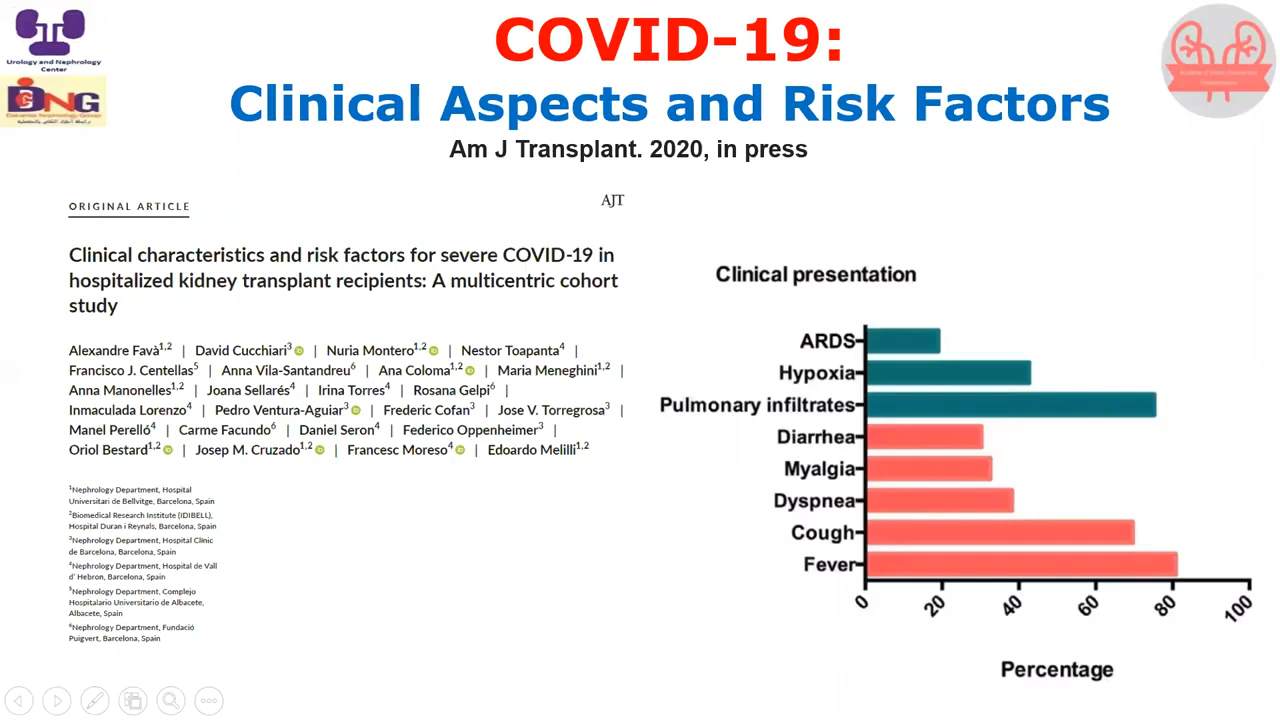 Urology and Nephrology
Center
DNG
COVID-19:
Clinical Aspects and Risk Factors
Am J Transplant. 2020, in press
ORIGINAL ARTICLE
AJT
Clinical characteristics and risk factors for severe COVID-19 in
hospitalized kidney transplant recipients: A multicentric cohort
study
Alexandre Favà1,2 | David Cucchiari3 | Nuria Montero1,2 | Nestor Toapanta4 |
Francisco J. Centellas5 | Anna Vila-Santandreu6 | Ana Coloma1,2 | Maria Meneghini1,2 |
Anna Manonelles1,2 | Joana Sellarés4 | Irina Torres4 | Rosana Gelpi6 |
Inmaculada Lorenzo4 | Pedro Ventura-Aguiar3 | Frederic Cofan3 | Jose V. Torregrosa3 |
Manel Perelló4 | Carme Facundo6 | Daniel Seron4 | Federico Oppenheimer3 |
Oriol Bestard1,2 | Josep M. Cruzado1,2 | Francesc Moreso4 | Edoardo Melilli1,2
1Nephrology Department, Hospital
Universitari de Bellvitge, Barcelona, Spain
2Biomedical Research Institute (IDIBELL),
Hospital Duran i Reynals, Barcelona, Spain
3Nephrology Department, Hospital Clínic
de Barcelona, Barcelona, Spain
4Nephrology Department, Hospital de Vall
d' Hebron, Barcelona, Spain
5Nephrology Department, Complejo
Hospitalario Universitario de Albacete,
Albacete, Spain
6Nephrology Department, Fundació
Puigvert, Barcelona, Spain
Clinical presentation
ARDS
Hypoxia
Pulmonary infiltrates
Diarrhea
Myalgia
Dyspnea
Cough
Fever
0 20 40 60 80 100
Percentage